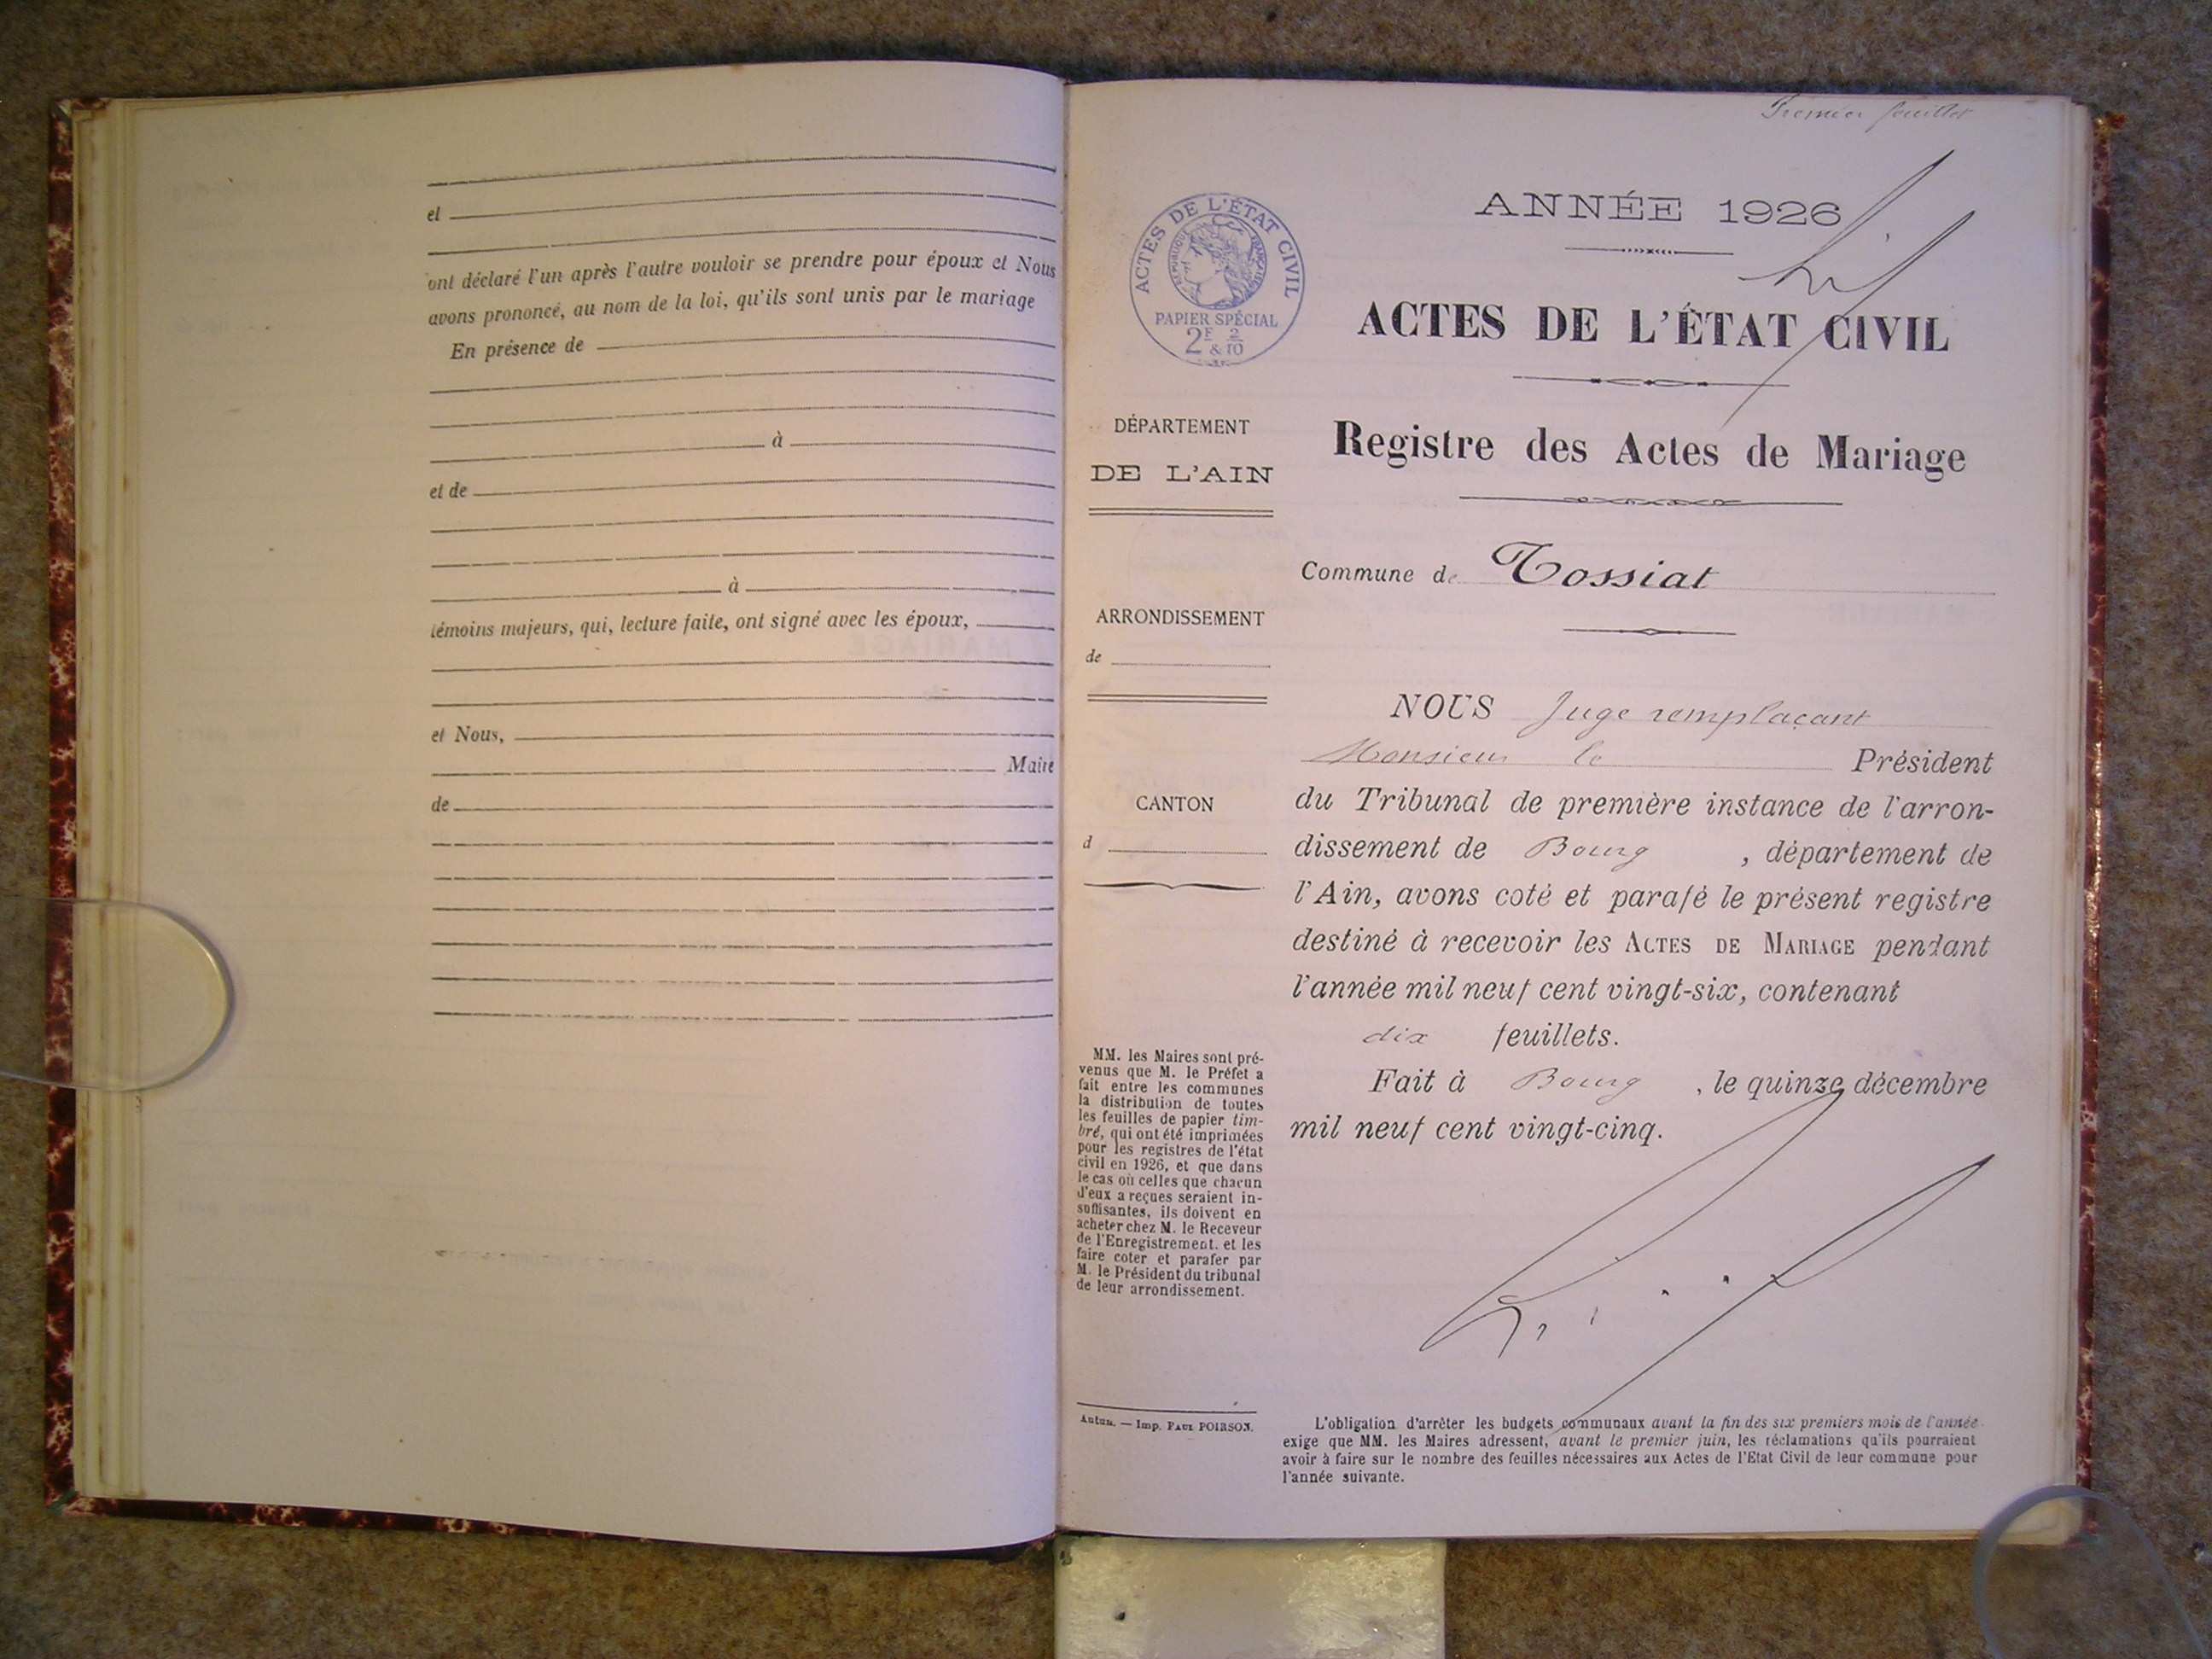 et
ont déclaré l'un après l'autre vouloir se prendre pour époux et Nous
avons prononcé, au nom de la loi, qu'ils sont unis par le mariage
En présence de
à
et de
à
témoins majeurs, qui, lecture faite, ont signé avec les époux,
et Nous,
Maire
de
Premier feuillet
ANNÉE 1926
ACTES DE L'ÉTAT CIVIL
RÉPUBLIQUE FRANÇAISE
PAPIER SPÉCIAL
2F & 2/10
ACTES DE L'ÉTAT CIVIL
Registre des Actes de Mariage
Commune de Tossiat
DÉPARTEMENT
DE L'AIN
ARRONDISSEMENT
de
CANTON
d
MM. les Maires sont pré-
venus que M. le Préfet a
fait entre les communes
la distribution de toutes
les feuilles de papier tim-
bré, qui ont été imprimées
pour les registres de l'état
civil en 1926, et que dans
le cas où celles que chacun
d'eux a reçues seraient in-
suffisantes, ils doivent en
acheter chez M. le Receveur
de l'Enregistrement. et les
faire coter et parafer par
M. le Président du tribunal
de leur arrondissement.
Autun. — Imp. PAUL POIRSON.
NOUS Juge remplaçant
Monsieur le Président
du Tribunal de première instance de l'arron-
dissement de Bourg , département de
l'Ain, avons coté et parafé le présent registre
destiné à recevoir les ACTES DE MARIAGE pendant
l'année mil neuf cent vingt-six, contenant
dix feuillets.
Fait à Bourg , le quinze décembre
mil neuf cent vingt-cinq.
L'obligation d'arrêter les budgets communaux avant la fin des six premiers mois de l'année
exige que MM. les Maires adressent, avant le premier juin, les réclamations qu'ils pourraient
avoir à faire sur le nombre des feuilles nécessaires aux Actes de l'Etat Civil de leur commune pour
l'année suivante.